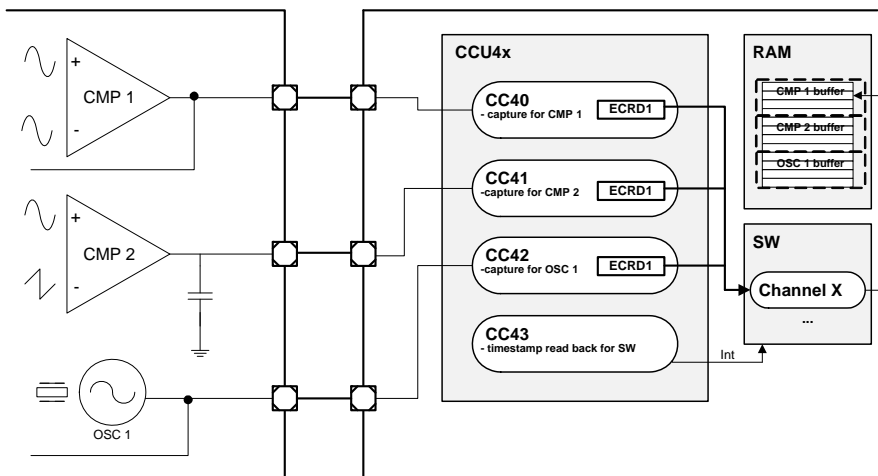 +
CMP 1
-
+
CMP 2
-
OSC 1
CCU4x
CC40
- capture for CMP 1
ECRD1
CC41
-capture for CMP 2
ECRD1
CC42
-capture for OSC 1
ECRD1
CC43
- timestamp read back for SW
Int
RAM
CMP 1 buffer
CMP 2 buffer
OSC 1 buffer
SW
Channel X
...